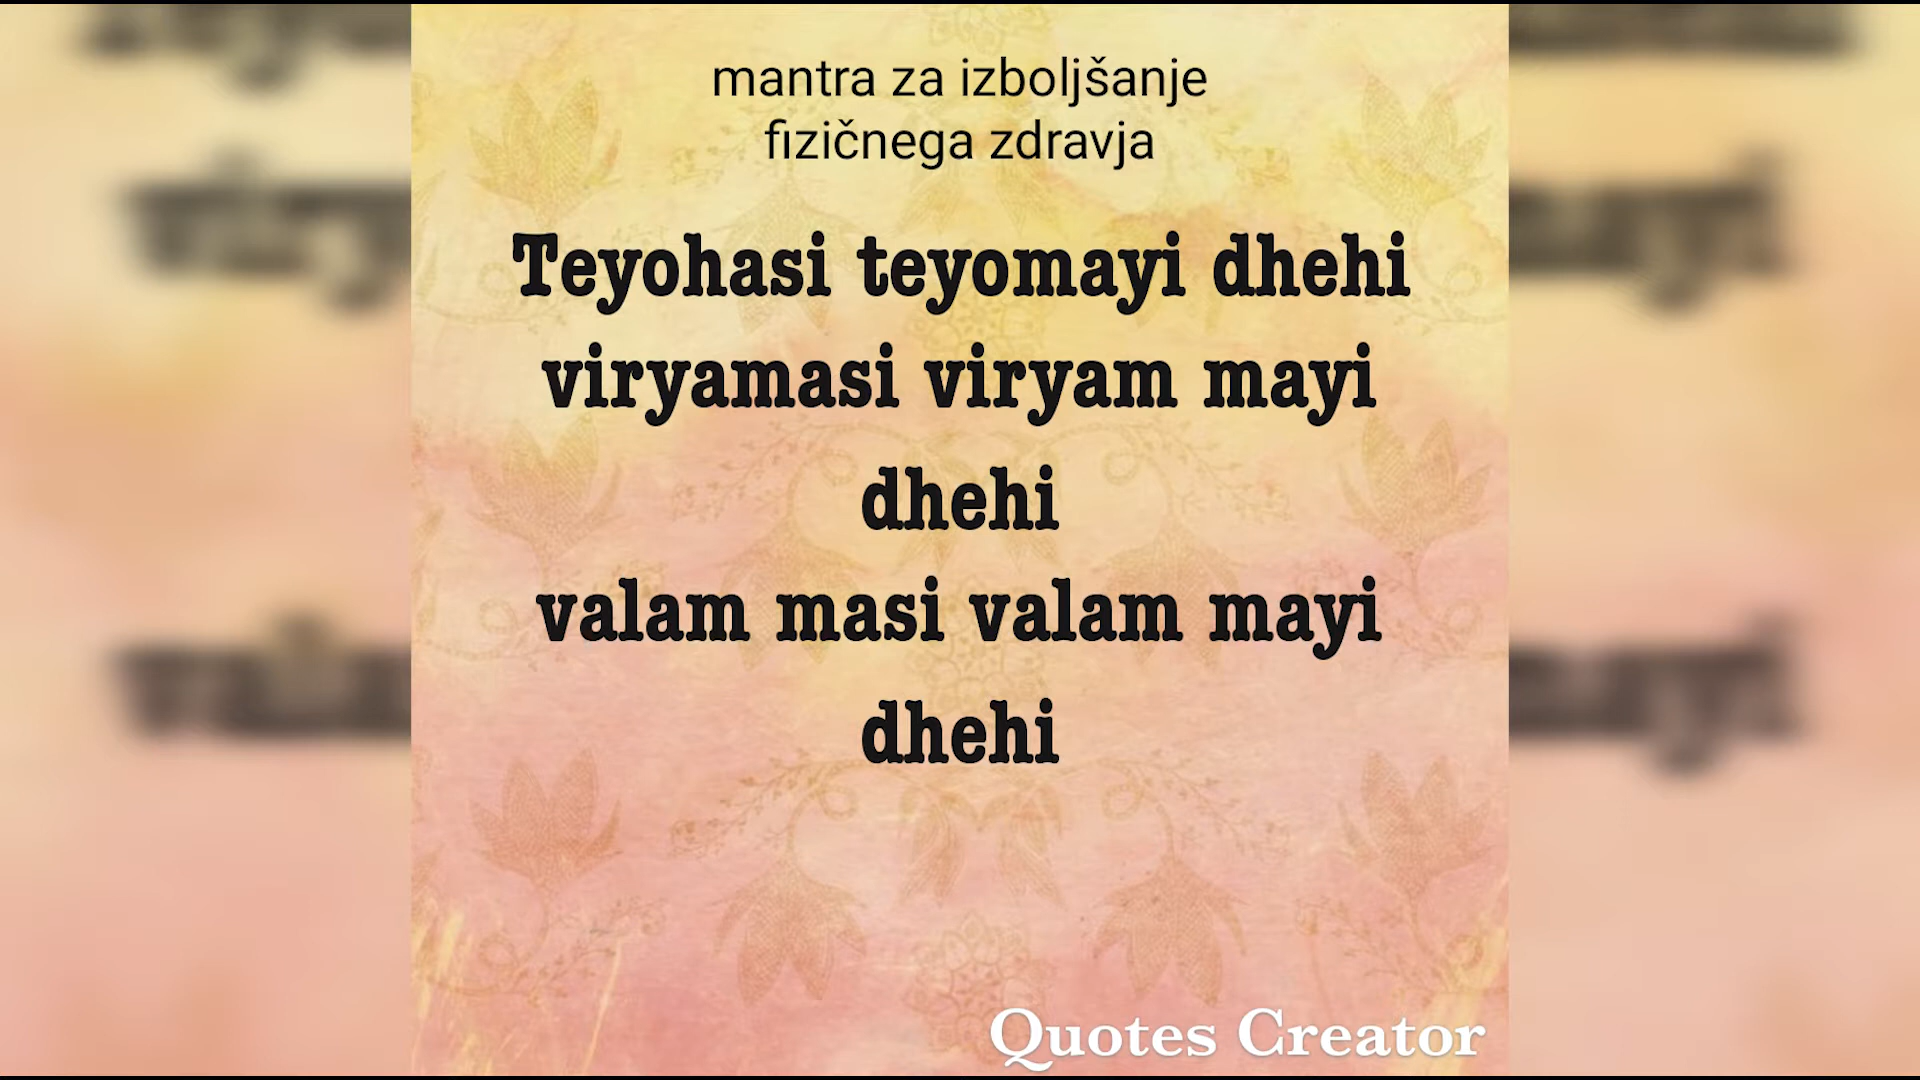 mantra za izboljšanje
fizičnega zdravja
Teyohasi teyomayi dhehi
viryamasi viryam mayi
dhehi
valam masi valam mayi
dhehi
Quotes Creator